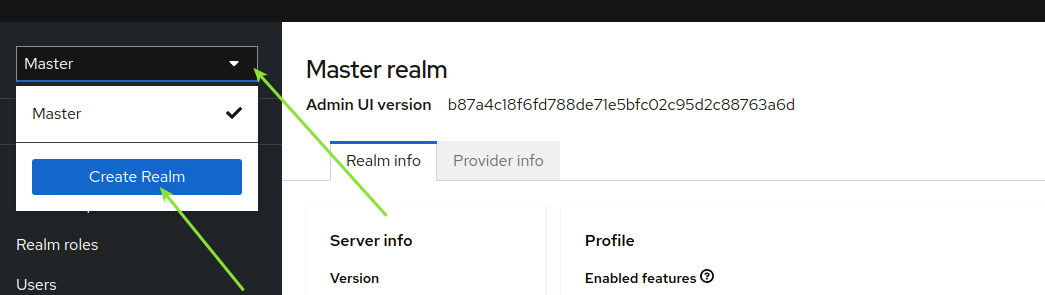 Master
Master
Create Realm
Realm roles
Users
Master realm
Admin UI version b87a4c18f6fd788de71e5bfc02c95d2c88763a6d
Realm info Provider info
Server info
Version
Profile
Enabled features